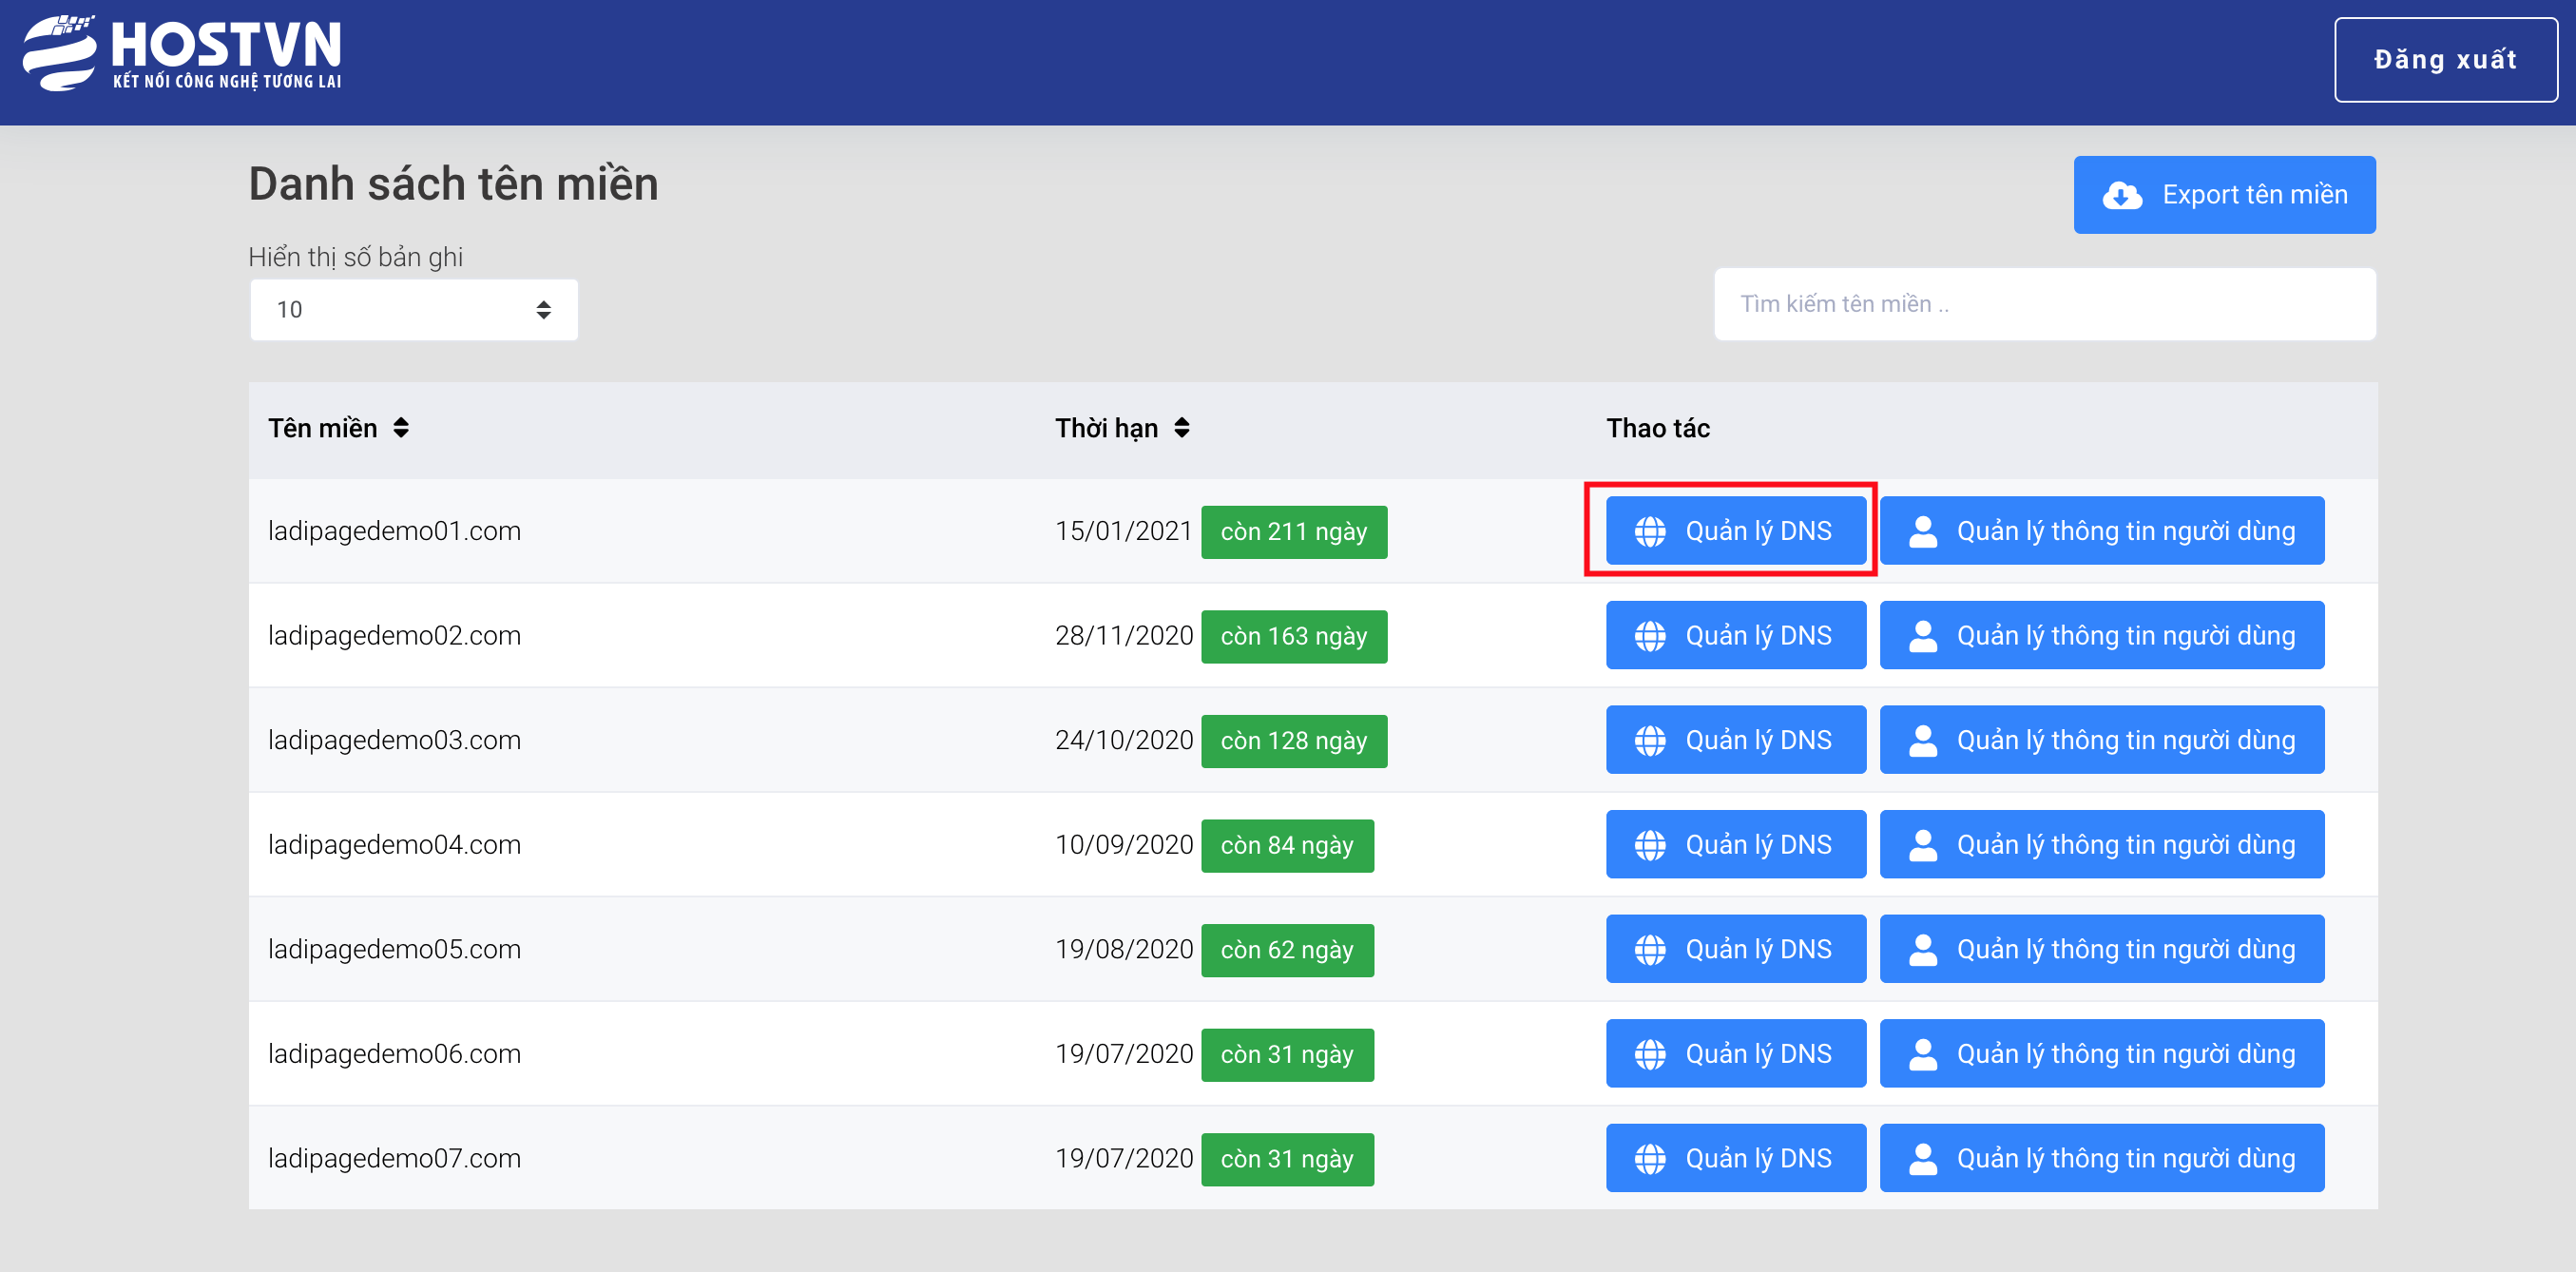 HOSTVN
KẾT NỐI CÔNG NGHỆ TƯƠNG LAI
Đăng xuất
Danh sách tên miền
Export tên miền
Hiển thị số bản ghi
10
Tìm kiếm tên miền ..
Tên miền Thời hạn Thao tác
ladipagedemo01.com 15/01/2021 còn 211 ngày Quản lý DNS Quản lý thông tin người dùng
ladipagedemo02.com 28/11/2020 còn 163 ngày Quản lý DNS Quản lý thông tin người dùng
ladipagedemo03.com 24/10/2020 còn 128 ngày Quản lý DNS Quản lý thông tin người dùng
ladipagedemo04.com 10/09/2020 còn 84 ngày Quản lý DNS Quản lý thông tin người dùng
ladipagedemo05.com 19/08/2020 còn 62 ngày Quản lý DNS Quản lý thông tin người dùng
ladipagedemo06.com 19/07/2020 còn 31 ngày Quản lý DNS Quản lý thông tin người dùng
ladipagedemo07.com 19/07/2020 còn 31 ngày Quản lý DNS Quản lý thông tin người dùng